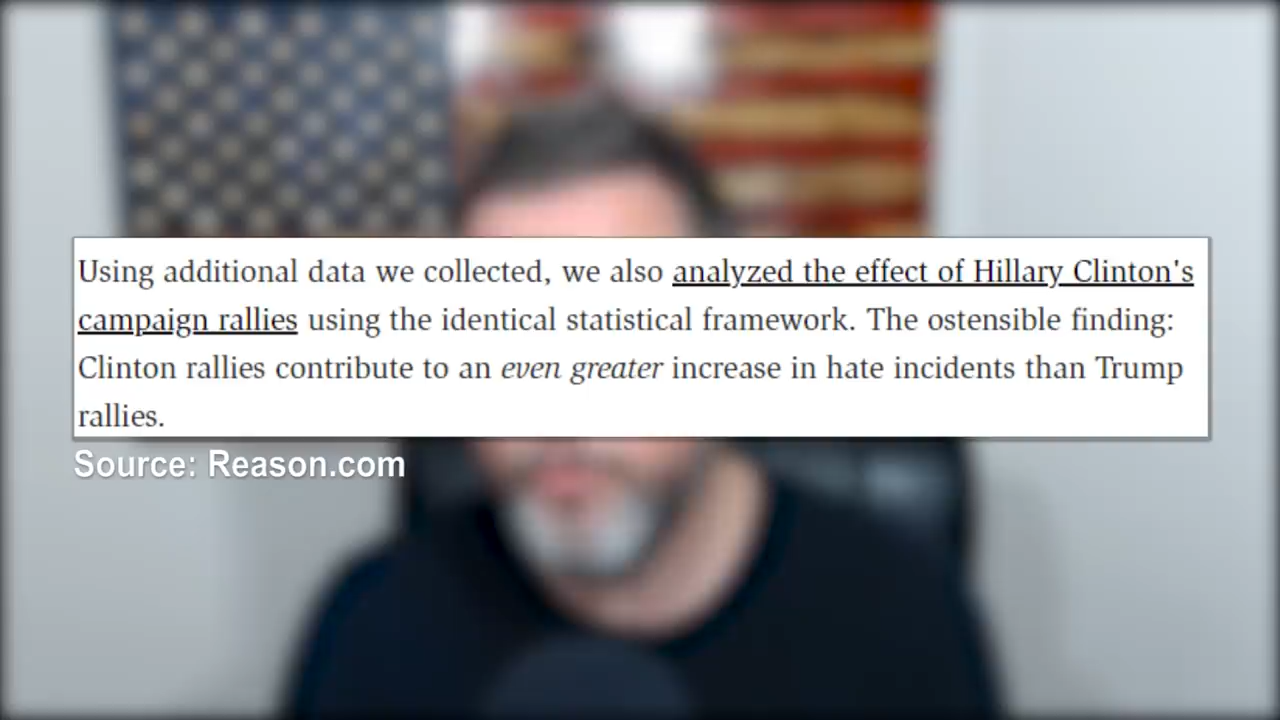 Using additional data we collected, we also analyzed the effect of Hillary Clinton's
campaign rallies using the identical statistical framework. The ostensible finding:
Clinton rallies contribute to an even greater increase in hate incidents than Trump
rallies.
Source: Reason.com